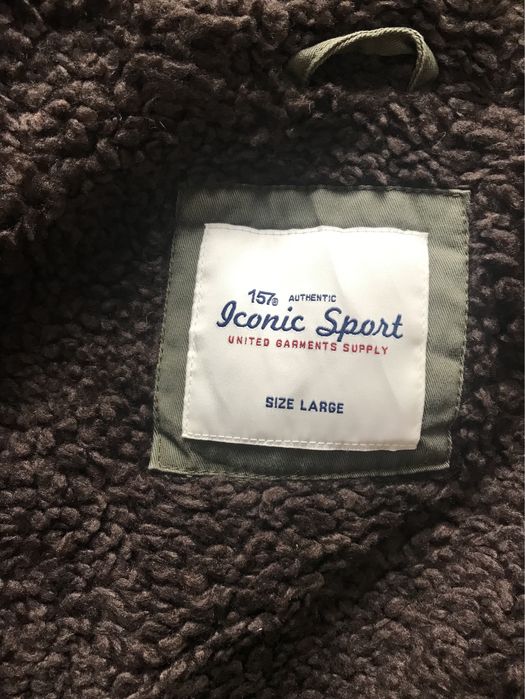 157® AUTHENTIC
Iconic Sport
UNITED GARMENTS SUPPLY
SIZE LARGE